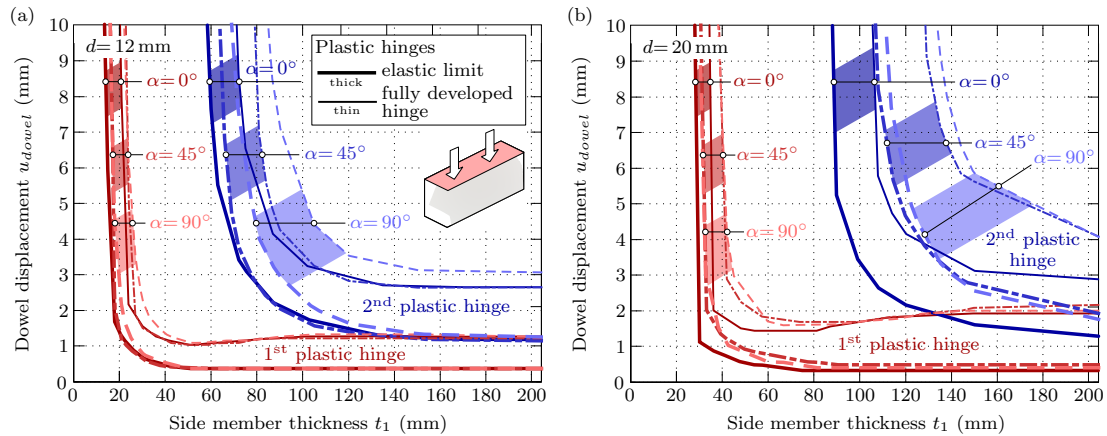 (a)
d = 12 mm
Plastic hinges
thick elastic limit
thin fully developed hinge
α=0°
α=0°
α=45°
α=45°
α=90°
α=90°
2nd plastic hinge
1st plastic hinge
10
9
8
7
6
5
4
3
2
1
0
Dowel displacement u_dowel (mm)
0 20 40 60 80 100 120 140 160 180 200
Side member thickness t₁ (mm)
(b)
d = 20 mm
α=0°
α=0°
α=45°
α=45°
α=90°
α=90°
2nd plastic
hinge
1st plastic hinge
10
9
8
7
6
5
4
3
2
1
0
Dowel displacement u_dowel (mm)
0 20 40 60 80 100 120 140 160 180 200
Side member thickness t₁ (mm)